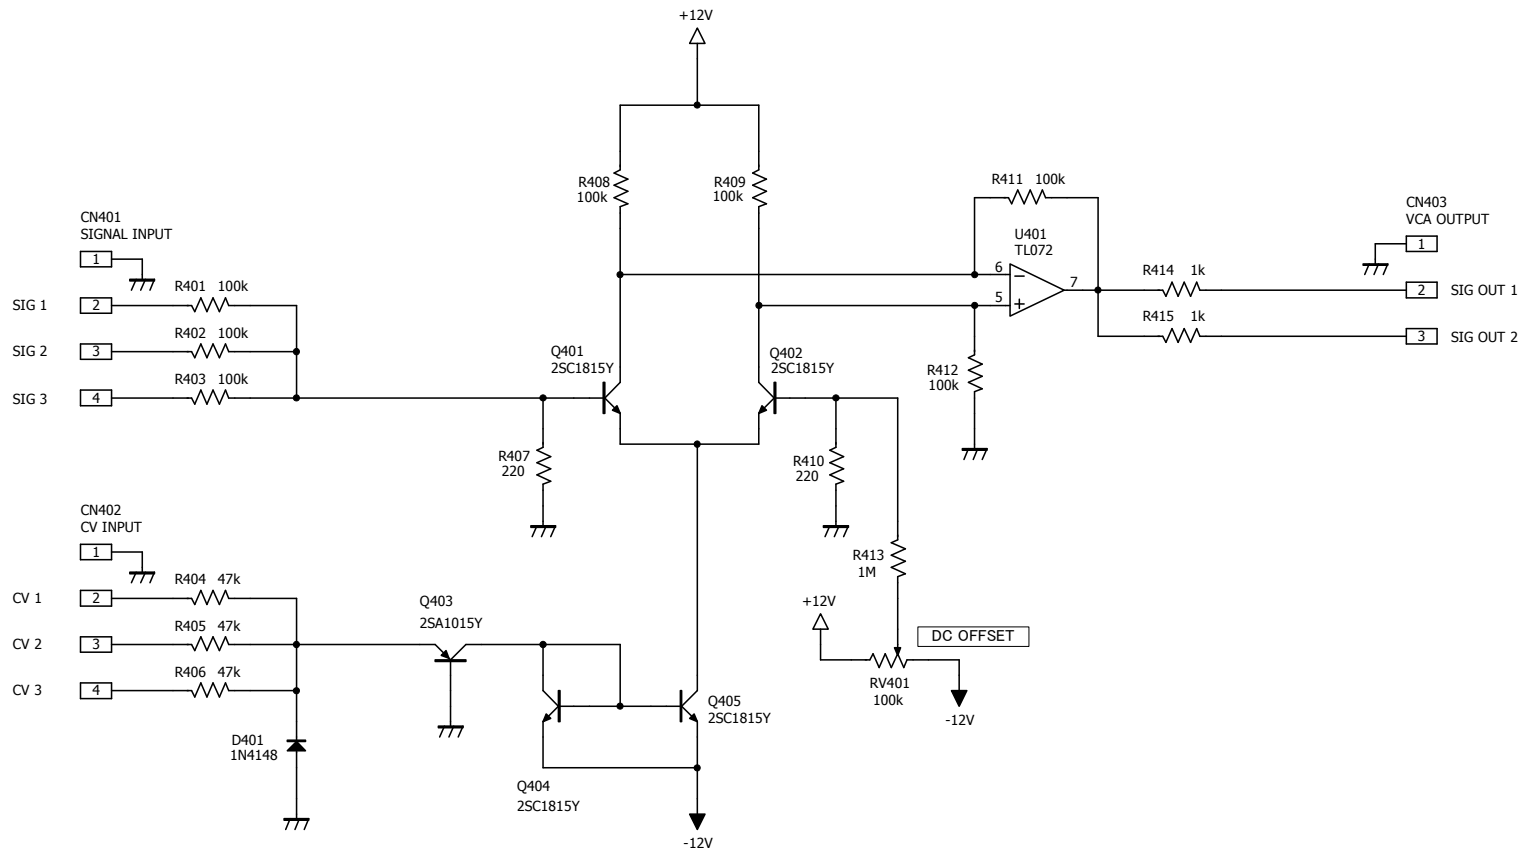 +12V
R408
100k
R409
100k
R411 100k
CN403
VCA OUTPUT
1
U401
TL072
6
−
7
5
+
R414 1k
2 SIG OUT 1
R415 1k
3 SIG OUT 2
CN401
SIGNAL INPUT
1
R401 100k
SIG 1 2
R402 100k
SIG 2 3
R403 100k
SIG 3 4
Q401
2SC1815Y
Q402
2SC1815Y
R412
100k
R407
220
R410
220
CN402
CV INPUT
1
R404 47k
CV 1 2
R405 47k
CV 2 3
R406 47k
CV 3 4
Q403
2SA1015Y
R413
1M
+12V
DC OFFSET
RV401
100k
-12V
D401
1N4148
Q405
2SC1815Y
Q404
2SC1815Y
-12V